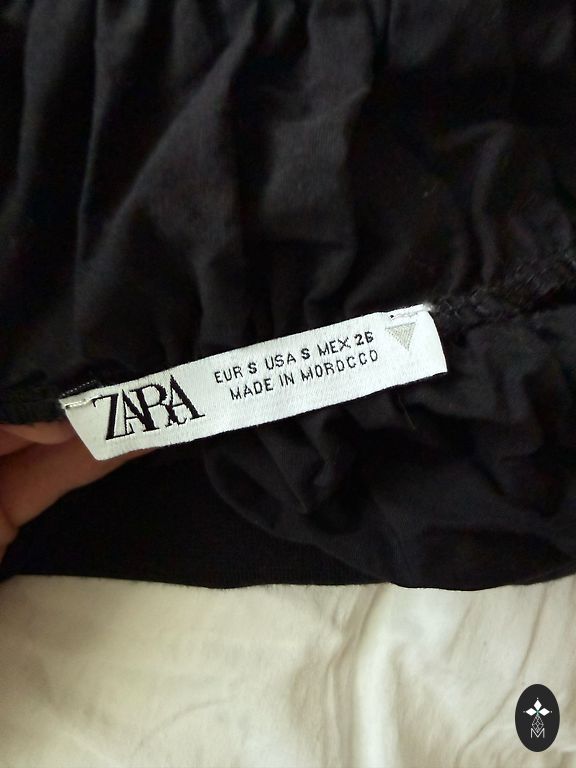 ZARA
EUR S USA S MEX 26
MADE IN MOROCCO
M